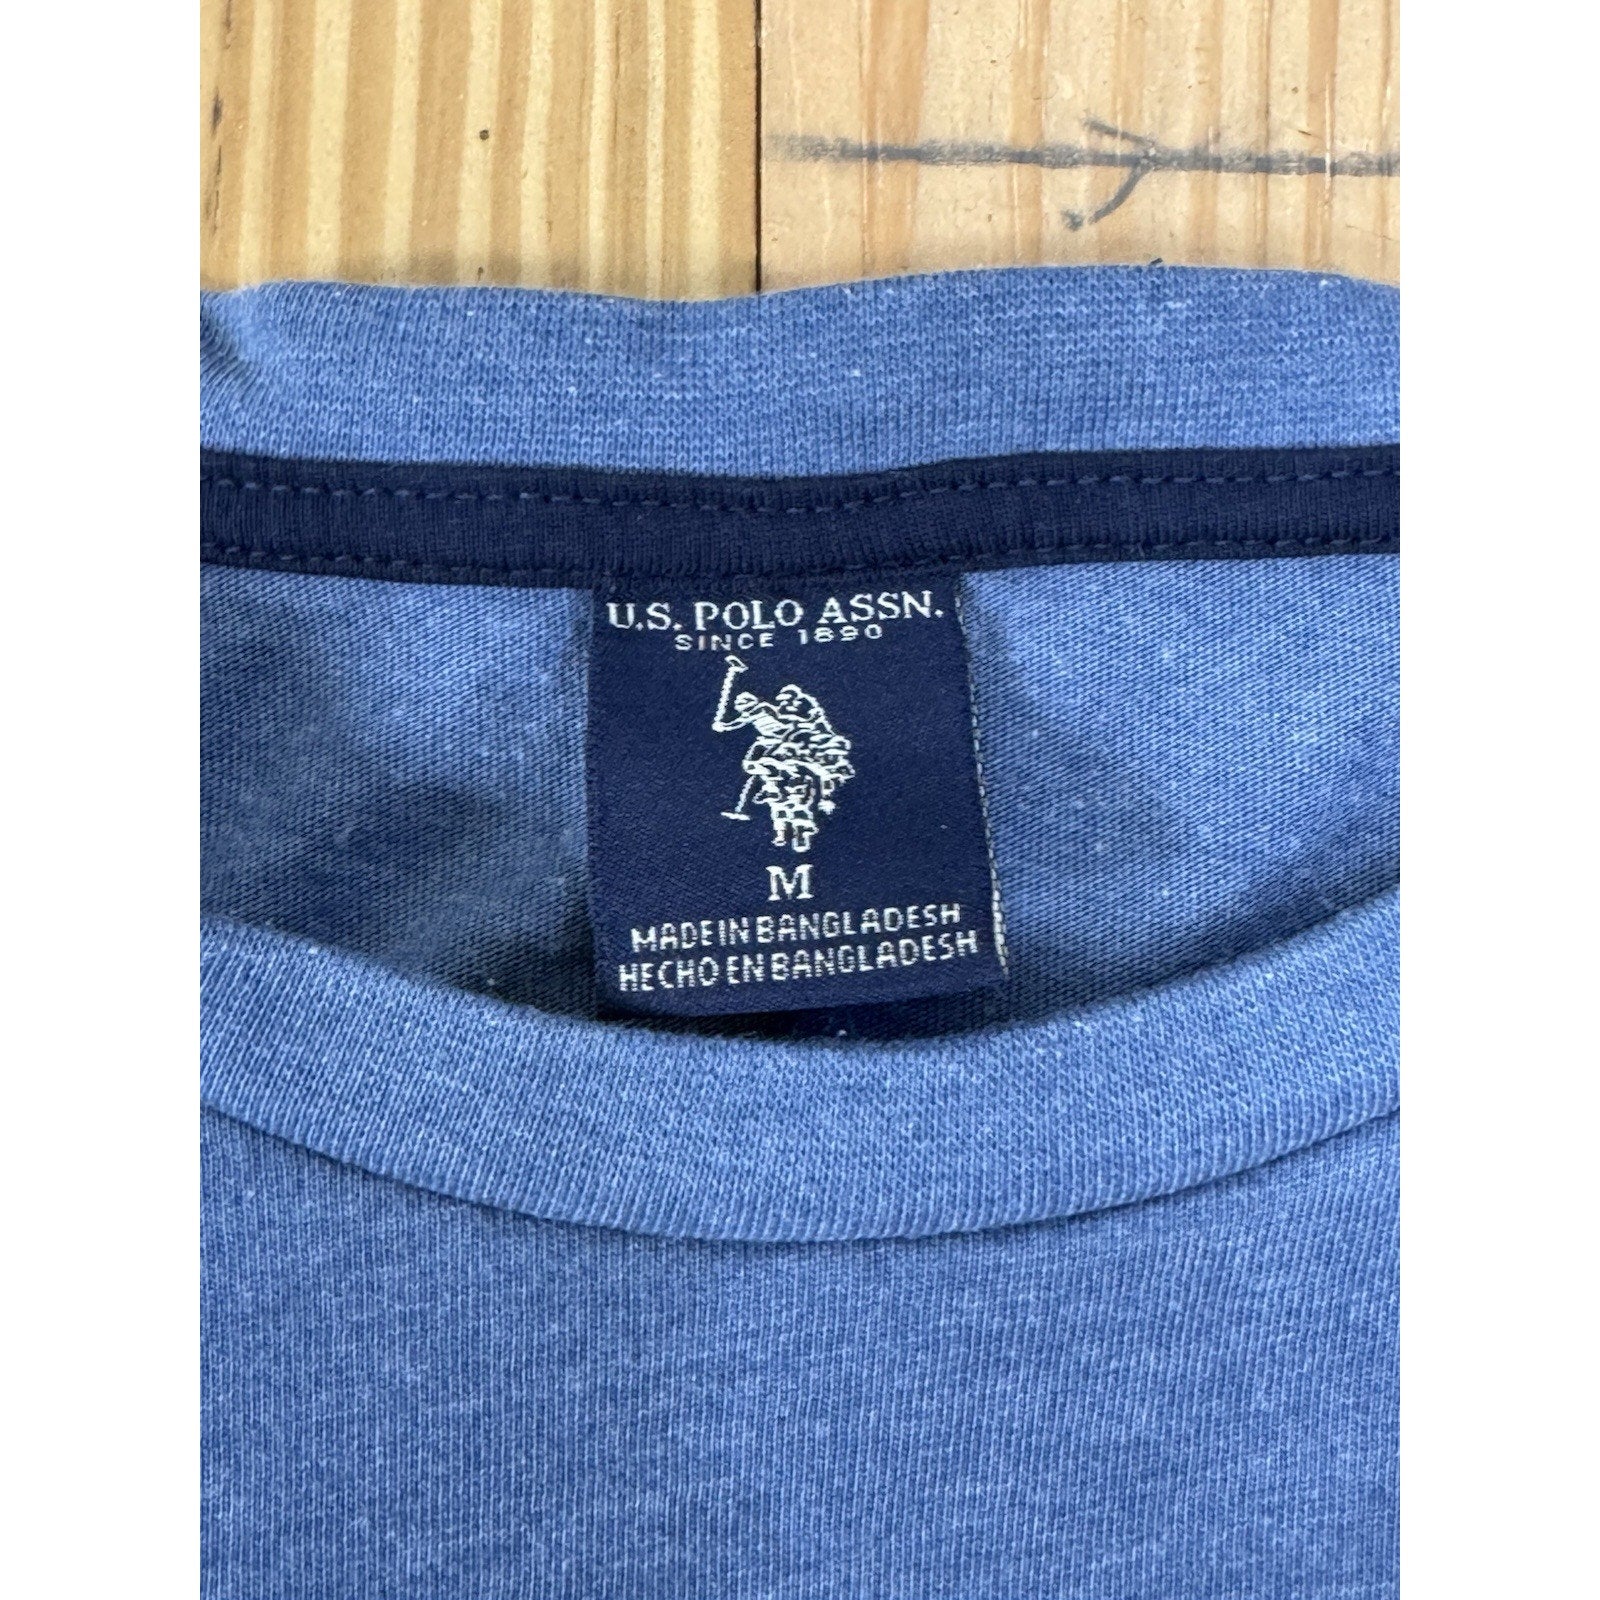 U.S. POLO ASSN.
SINCE 1890
M
MADE IN BANGLADESH
HECHO EN BANGLADESH